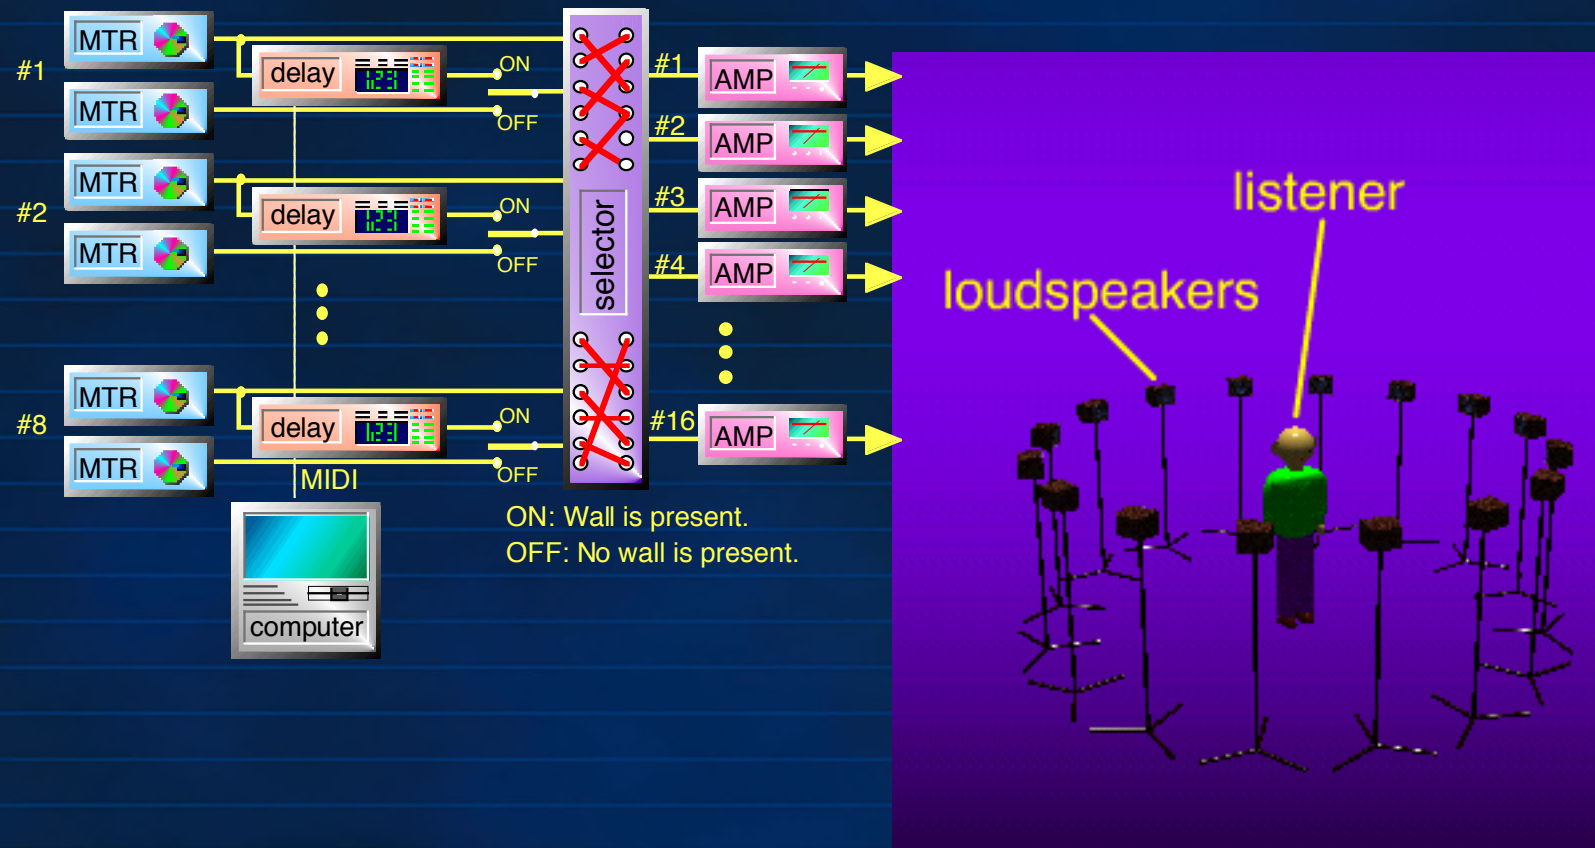 MTR
#1
delay
ON
MTR
OFF
MTR
#2
delay
ON
MTR
OFF
MTR
#8
delay
ON
MTR
OFF
MIDI
computer
selector
ON: Wall is present.
OFF: No wall is present.
#1
AMP
#2
AMP
#3
AMP
#4
AMP
#16
AMP
listener
loudspeakers